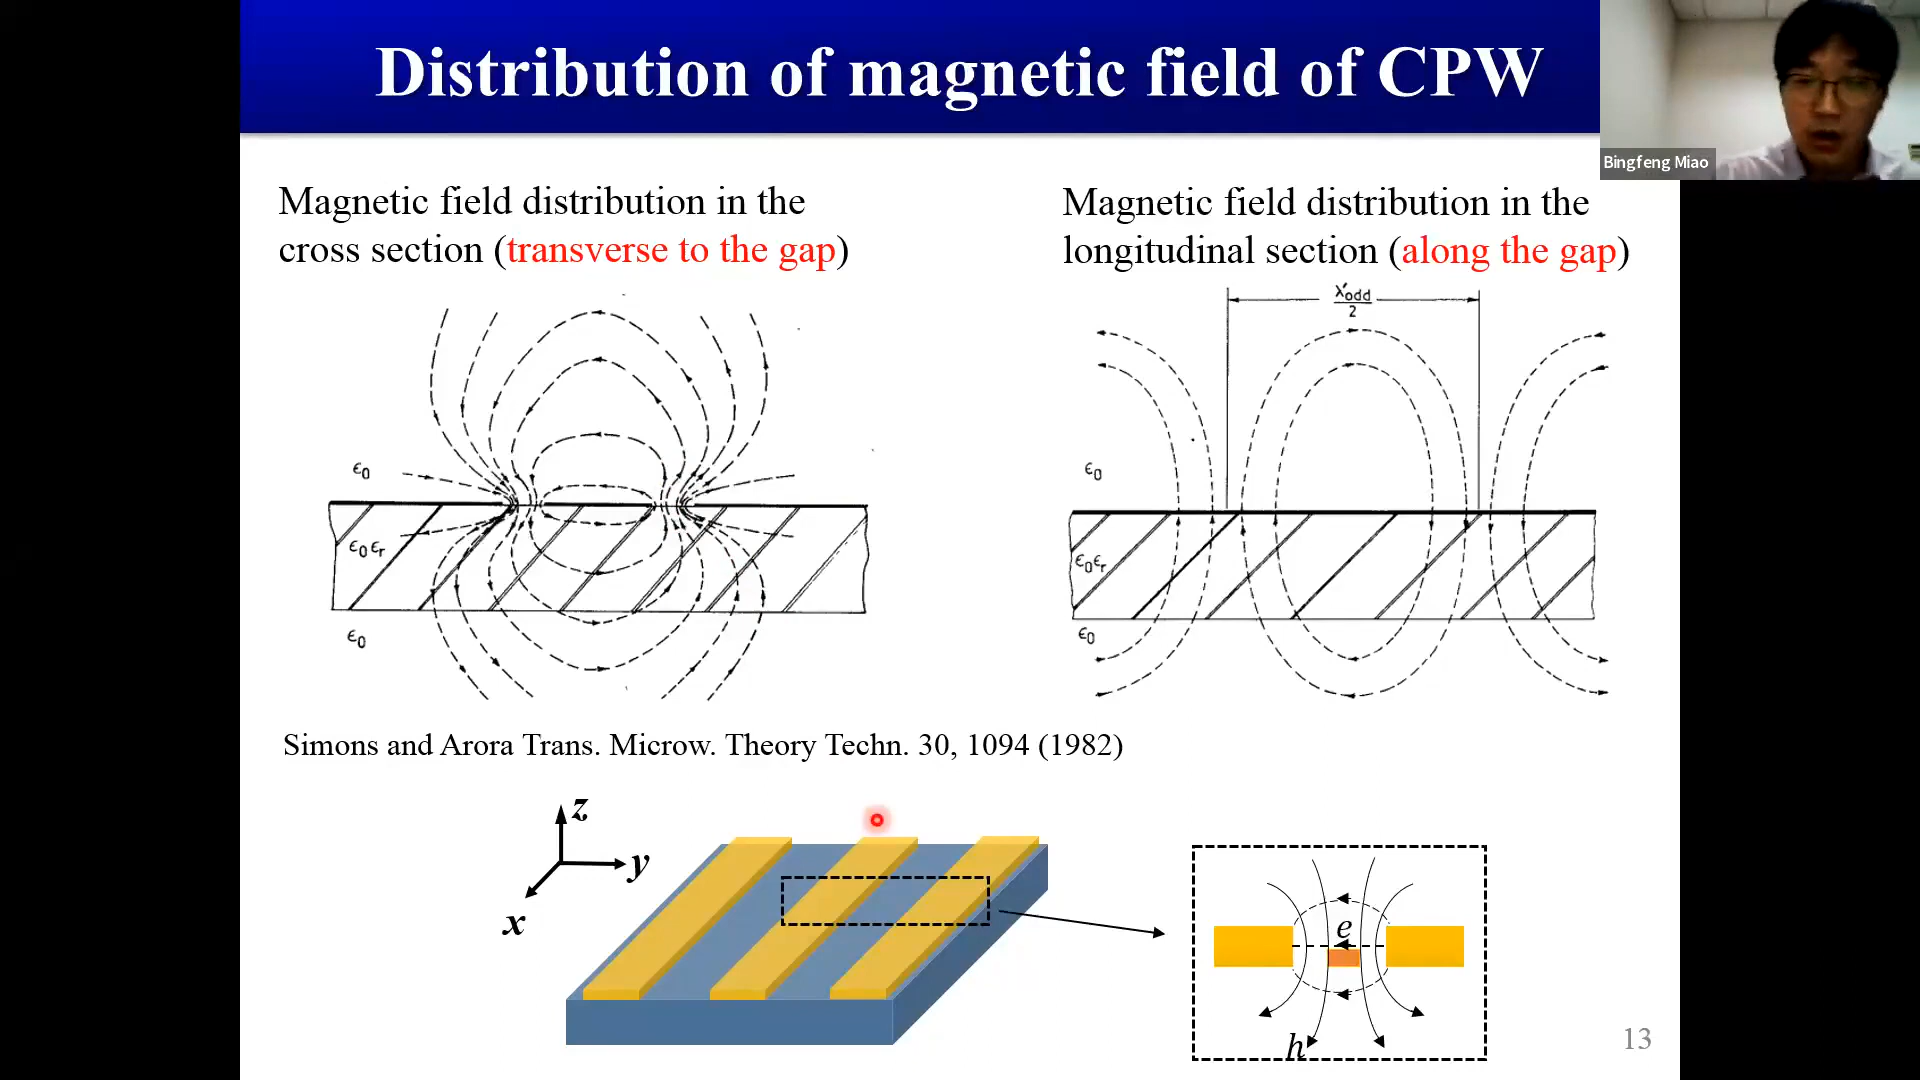 Distribution of magnetic field of CPW
Bingfeng Miao
Magnetic field distribution in the
cross section (transverse to the gap)
Magnetic field distribution in the
longitudinal section (along the gap)
λ'odd
2
ϵ0
ϵ0ϵr
ϵ0
ϵ0
ϵ0ϵr
ϵ0
Simons and Arora Trans. Microw. Theory Techn. 30, 1094 (1982)
z
y
x
e
h
13